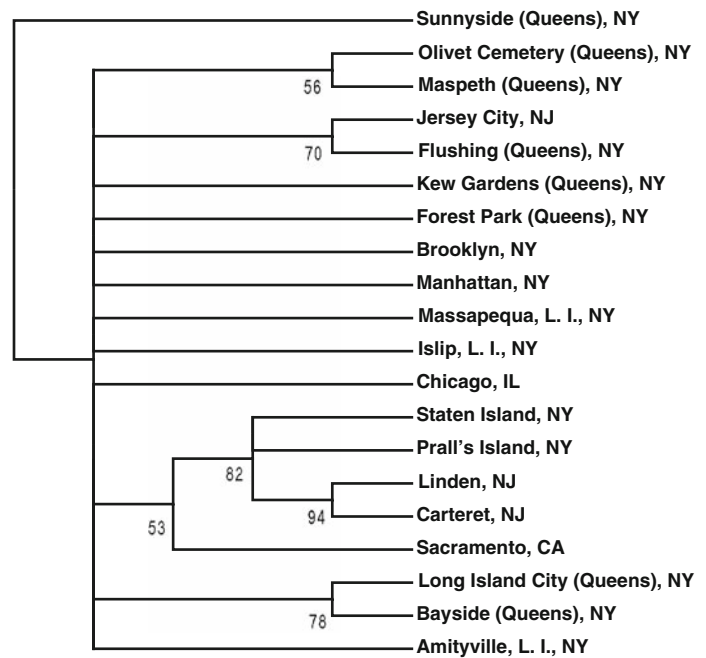 Sunnyside (Queens), NY
Olivet Cemetery (Queens), NY
56
Maspeth (Queens), NY
Jersey City, NJ
70
Flushing (Queens), NY
Kew Gardens (Queens), NY
Forest Park (Queens), NY
Brooklyn, NY
Manhattan, NY
Massapequa, L. I., NY
Islip, L. I., NY
Chicago, IL
Staten Island, NY
Prall's Island, NY
82
Linden, NJ
Carteret, NJ
94
53
Sacramento, CA
Long Island City (Queens), NY
Bayside (Queens), NY
78
Amityville, L. I., NY